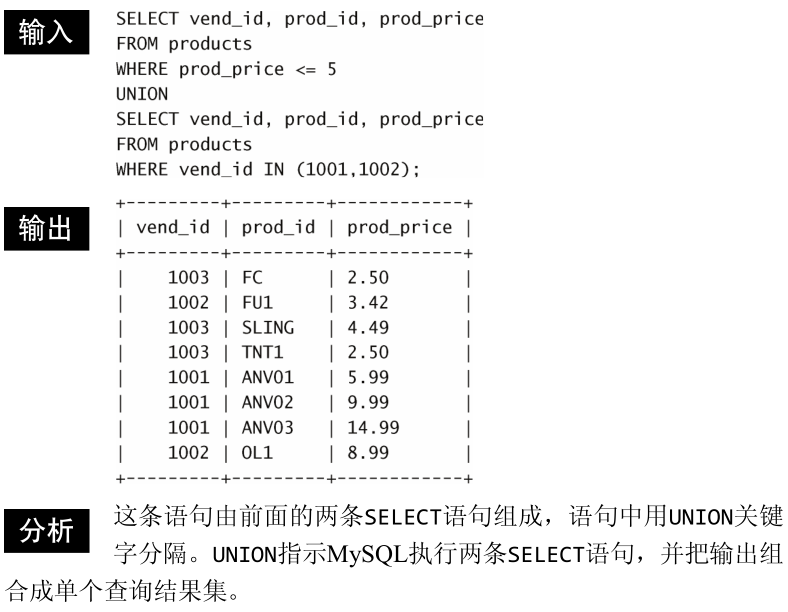 输入
SELECT vend_id, prod_id, prod_price
FROM products
WHERE prod_price <= 5
UNION
SELECT vend_id, prod_id, prod_price
FROM products
WHERE vend_id IN (1001,1002);
输出
+---------+---------+------------+
| vend_id | prod_id | prod_price |
+---------+---------+------------+
|    1003 | FC      | 2.50       |
|    1002 | FU1     | 3.42       |
|    1003 | SLING   | 4.49       |
|    1003 | TNT1    | 2.50       |
|    1001 | ANV01   | 5.99       |
|    1001 | ANV02   | 9.99       |
|    1001 | ANV03   | 14.99      |
|    1002 | OL1     | 8.99       |
+---------+---------+------------+
分析
这条语句由前面的两条SELECT语句组成，语句中用UNION关键
字分隔。UNION指示MySQL执行两条SELECT语句，并把输出组
合成单个查询结果集。